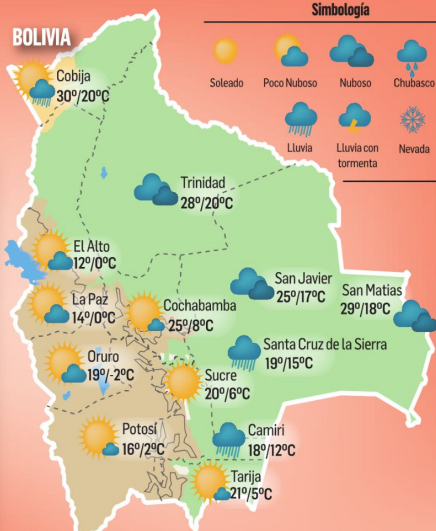 Simbología
BOLIVIA
Soleado
Poco Nuboso
Nuboso
Chubasco
Lluvia
Lluvia con
tormenta
Nevada
Cobija
30º/20ºC
Trinidad
28º/20ºC
El Alto
12º/0ºC
La Paz
14º/0ºC
Cochabamba
25º/8ºC
San Javier
25º/17ºC
San Matias
29º/18ºC
Oruro
19º/-2ºC
Santa Cruz de la Sierra
19º/15ºC
Sucre
20º/6ºC
Potosí
16º/2ºC
Camiri
18º/12ºC
Tarija
21º/5ºC